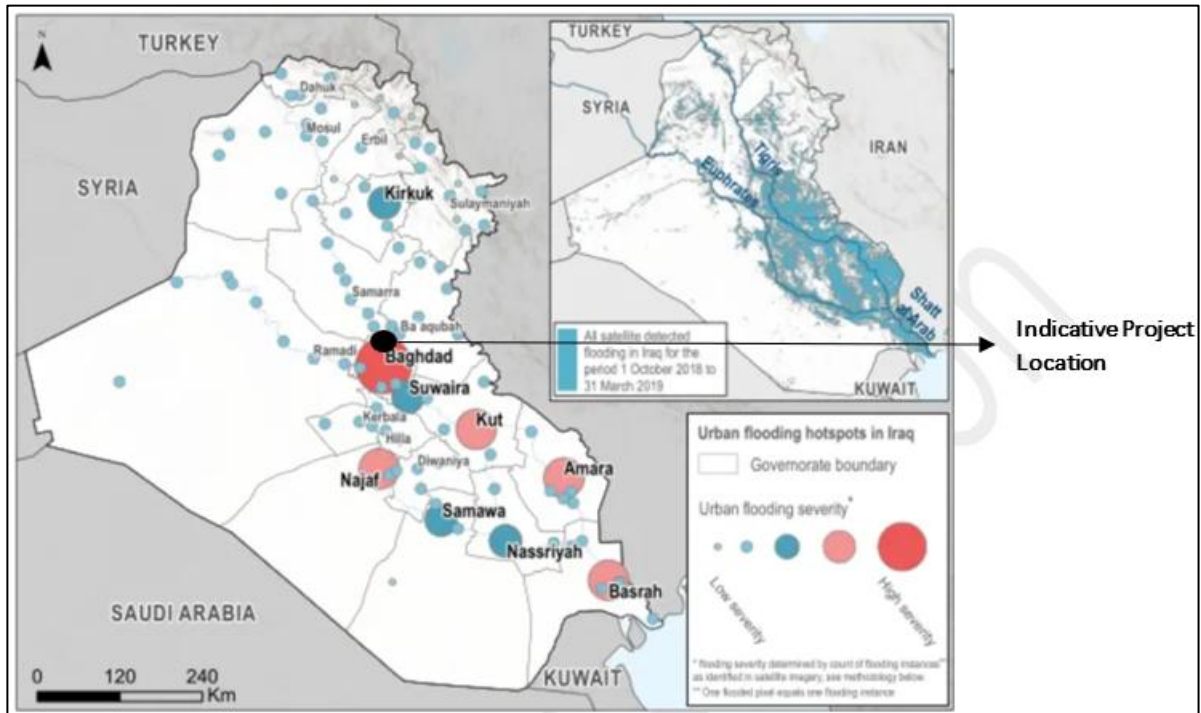 N
TURKEY
Dahuk
Mosul
Erbil
SYRIA
Kirkuk
Sulaymaniyah
Samarra
Ba aqubah
Ramadi
Baghdad
Suwaira
Kerbala
Kut
Hilla
Diwaniya
Najaf
Amara
Samawa
Nassriyah
Basrah
SAUDI ARABIA
KUWAIT
0 120 240
Km
TURKEY
SYRIA
IRAN
Tigris
Euphrates
Shatt
al-Arab
KUWAIT
All satellite detected
flooding in Iraq for the
period 1 October 2018 to
31 March 2019
Urban flooding hotspots in Iraq
Governorate boundary
Urban flooding severity*
Low severity
High severity
* flooding severity determined by count of flooding instances**
as identified in satellite imagery; see methodology below
** One flooded pixel equals one flooding instance
Indicative Project
Location